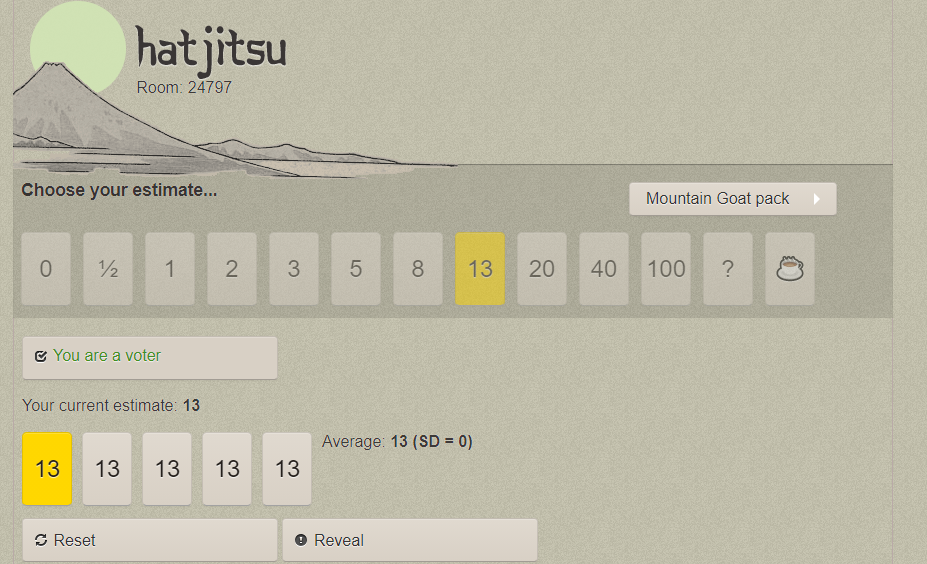 hatjitsu
Room: 24797
Choose your estimate...
Mountain Goat pack
0 ½ 1 2 3 5 8 13 20 40 100 ?
You are a voter
Your current estimate: 13
13 13 13 13 13 Average: 13 (SD = 0)
Reset Reveal